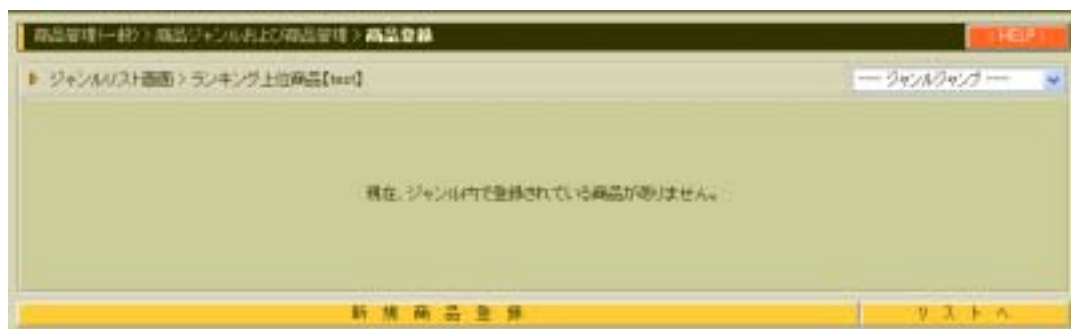 商品管理(一般) > 商品ジャンルおよび商品管理 > 商品登録
HELP
ジャンルリスト画面 > ランキング上位商品【test】
--- ジャンルジャンプ ---
現在、ジャンル内で登録されている商品がありません。
新 規 商 品 登 録
リ ス ト へ